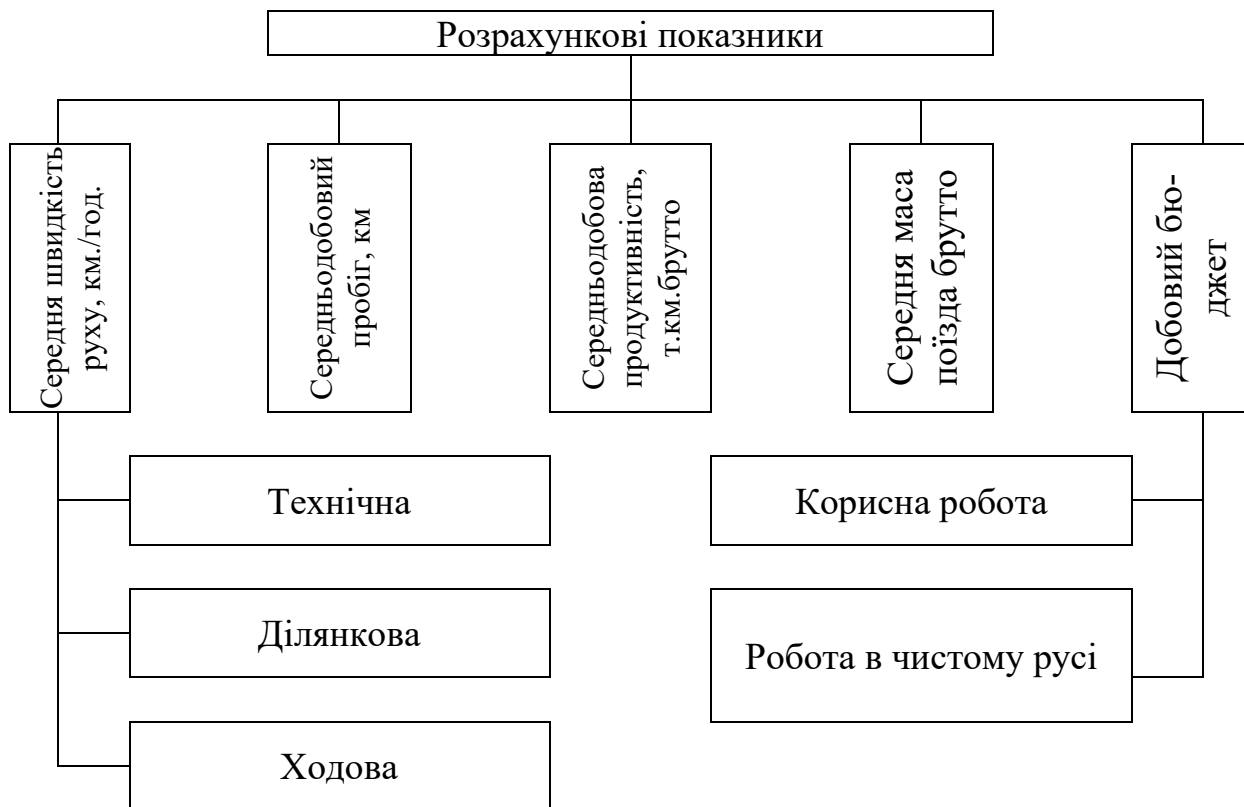 Розрахункові показники
Середня швидкість
руху, км./год.
Середньодобовий
пробіг, км
Середньодобова
продуктивність,
т.км.брутто
Середня маса
поїзда брутто
Добовий бю-
джет
Технічна
Корисна робота
Ділянкова
Робота в чистому русі
Ходова